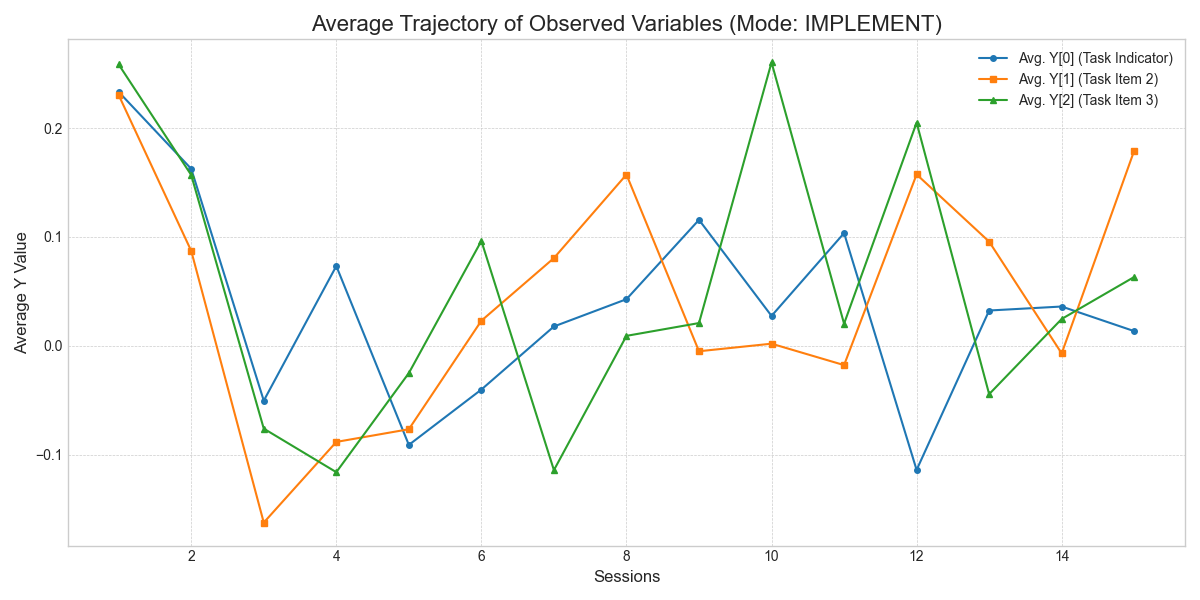 Average Trajectory of Observed Variables (Mode: IMPLEMENT)
Avg. Y[0] (Task Indicator)
Avg. Y[1] (Task Item 2)
Avg. Y[2] (Task Item 3)
Average Y Value
0.2
0.1
0.0
−0.1
2 4 6 8 10 12 14
Sessions